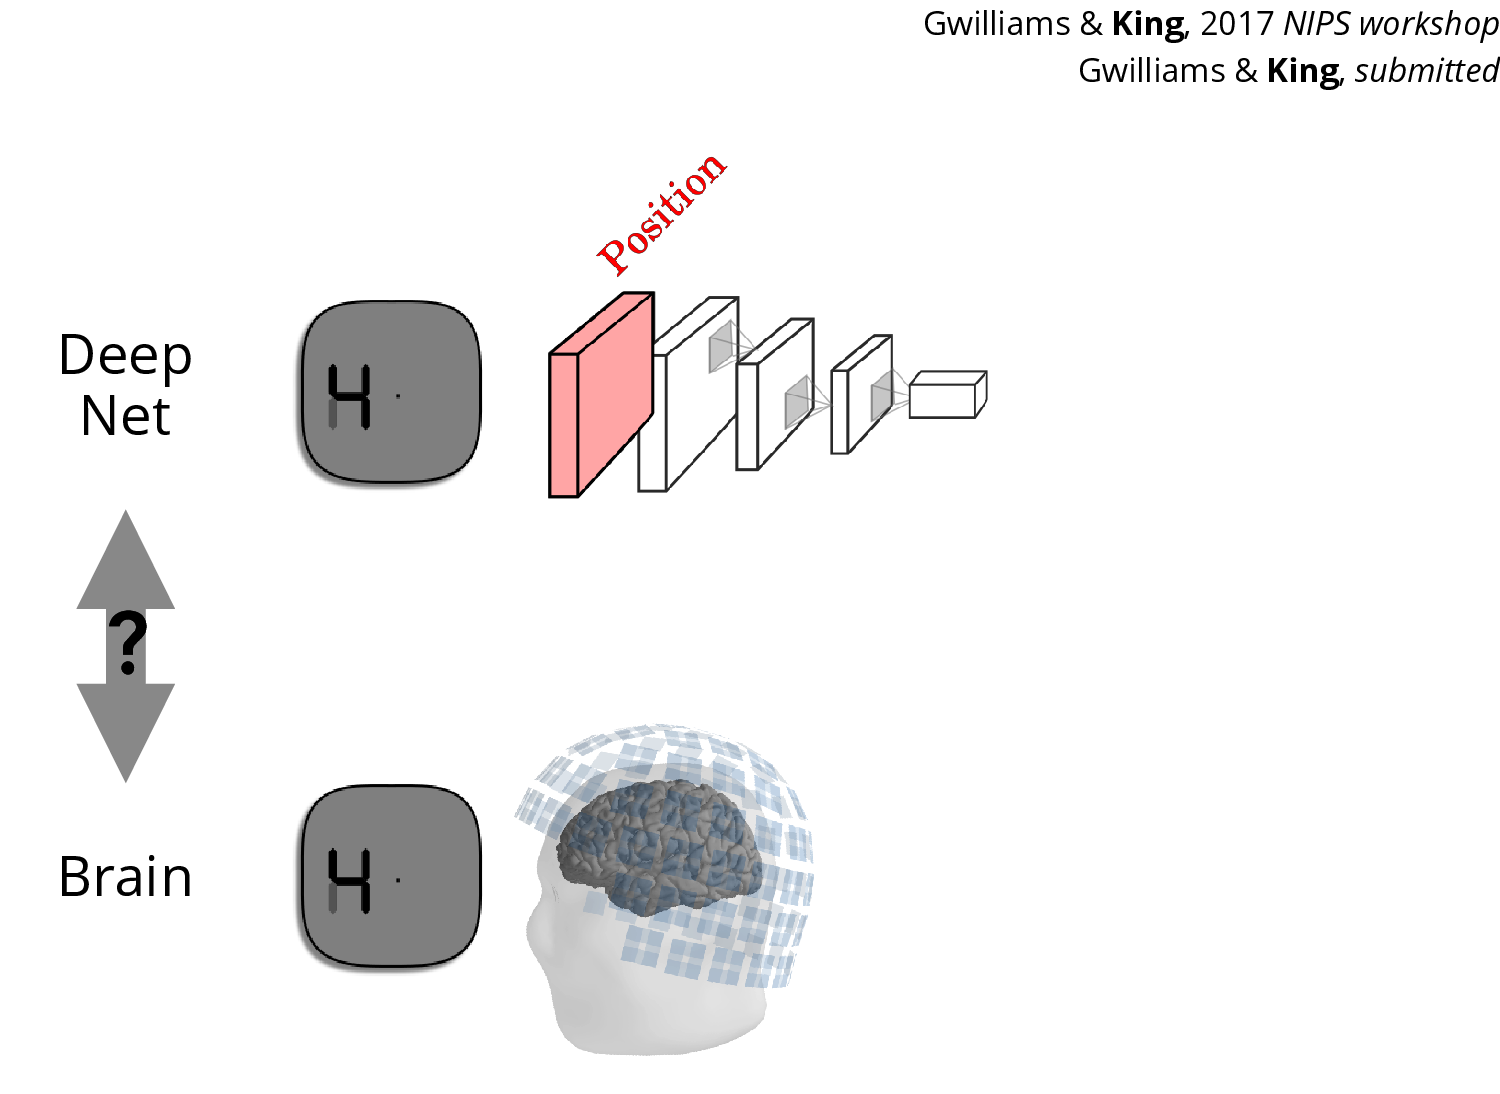 Gwilliams & King, 2017 NIPS workshop
Gwilliams & King, submitted
Position
Deep
Net
4
?
Brain
4